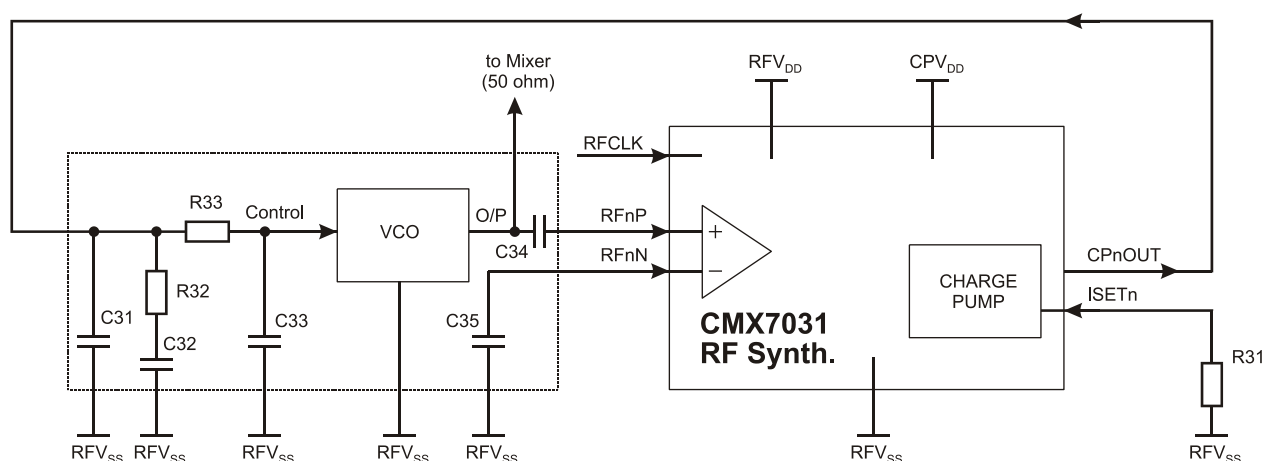 to Mixer
(50 ohm)
RFVDD
CPVDD
RFCLK
R33
Control
O/P
RFnP
VCO
C34
RFnN
R32
CPnOUT
CHARGE
PUMP
ISETn
C31
C33
C35
C32
CMX7031
RF Synth.
R31
RFVSS
RFVSS
RFVSS
RFVSS
RFVSS
RFVSS
RFVSS